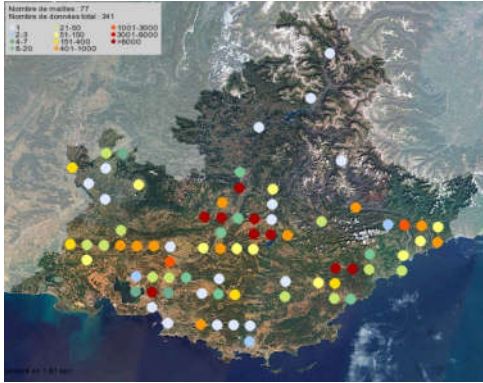 Nombre de mailles : 77
Nombre de données total : 341
1 21-50 1001-3000
2-3 51-150 3001-6000
4-7 151-400 >6000
8-20 401-1000